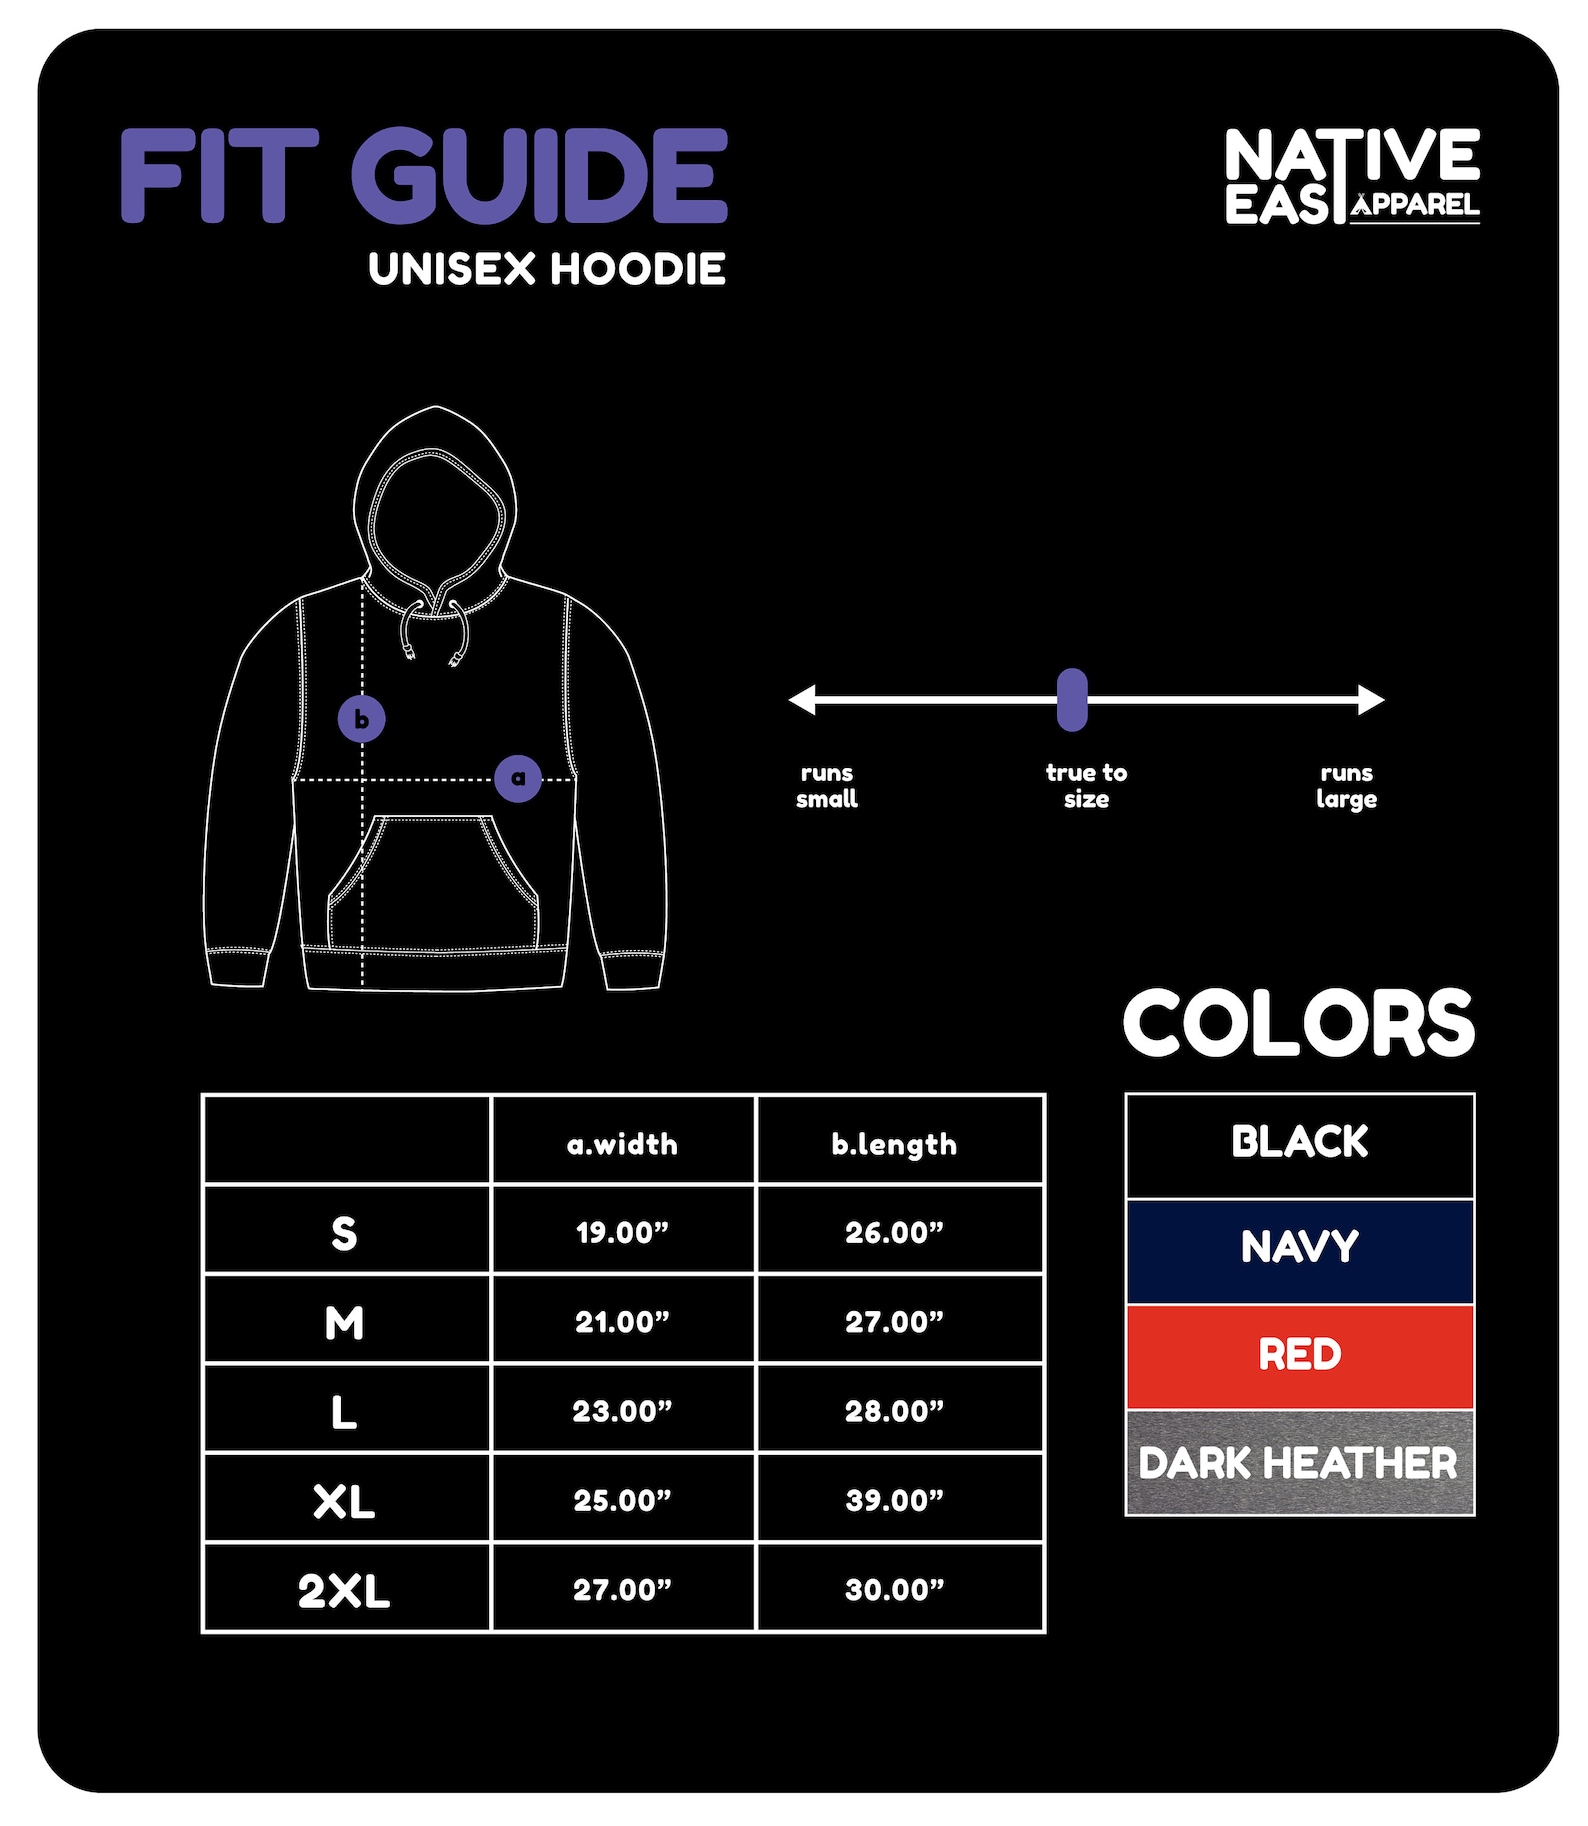 FIT GUIDE
UNISEX HOODIE
NATIVE
EAST APPAREL
b
a
runs small
true to size
runs large
COLORS
BLACK
NAVY
RED
DARK HEATHER
a.width b.length
S 19.00” 26.00”
M 21.00” 27.00”
L 23.00” 28.00”
XL 25.00” 39.00”
2XL 27.00” 30.00”